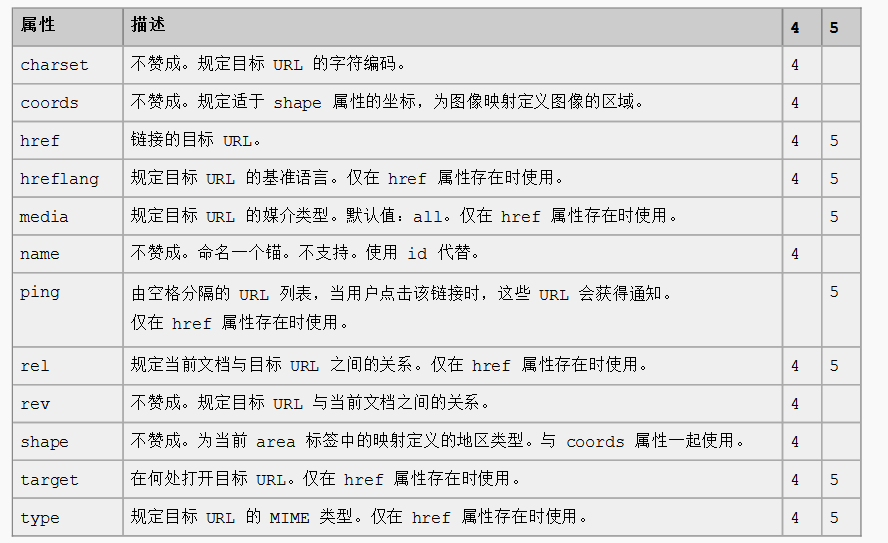 属性 描述 4 5
charset 不赞成。规定目标 URL 的字符编码。 4
coords 不赞成。规定适于 shape 属性的坐标，为图像映射定义图像的区域。 4
href 链接的目标 URL。 4 5
hreflang 规定目标 URL 的基准语言。仅在 href 属性存在时使用。 4 5
media 规定目标 URL 的媒介类型。默认值：all。仅在 href 属性存在时使用。 5
name 不赞成。命名一个锚。不支持。使用 id 代替。 4
ping 由空格分隔的 URL 列表，当用户点击该链接时，这些 URL 会获得通知。 5
仅在 href 属性存在时使用。
rel 规定当前文档与目标 URL 之间的关系。仅在 href 属性存在时使用。 4 5
rev 不赞成。规定目标 URL 与当前文档之间的关系。 4
shape 不赞成。为当前 area 标签中的映射定义的地区类型。与 coords 属性一起使用。 4
target 在何处打开目标 URL。仅在 href 属性存在时使用。 4 5
type 规定目标 URL 的 MIME 类型。仅在 href 属性存在时使用。 4 5